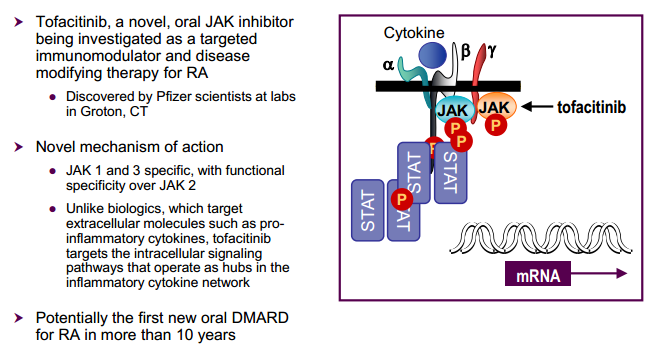 ➢ Tofacitinib, a novel, oral JAK inhibitor
being investigated as a targeted
immunomodulator and disease
modifying therapy for RA
• Discovered by Pfizer scientists at labs
in Groton, CT
➢ Novel mechanism of action
• JAK 1 and 3 specific, with functional
specificity over JAK 2
• Unlike biologics, which target
extracellular molecules such as pro-
inflammatory cytokines, tofacitinib
targets the intracellular signaling
pathways that operate as hubs in the
inflammatory cytokine network
➢ Potentially the first new oral DMARD
for RA in more than 10 years
Cytokine
α
β
γ
JAK
JAK
tofacitinib
P
P
P
P
STAT
STAT
STAT
TAT
P
mRNA